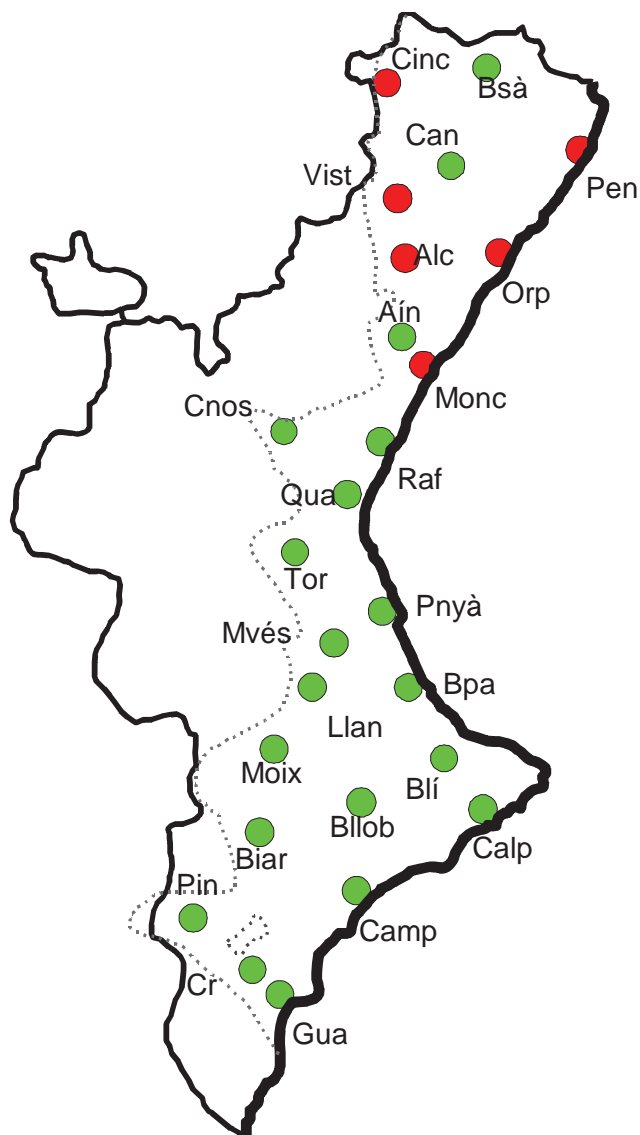 Cinc
Bsà
Can
Vist
Pen
Alc
Orp
Aín
Monc
Cnos
Raf
Qua
Tor
Pnyà
Mvés
Bpa
Llan
Moix
Blí
Bllob
Calp
Biar
Pin
Camp
Cr
Gua